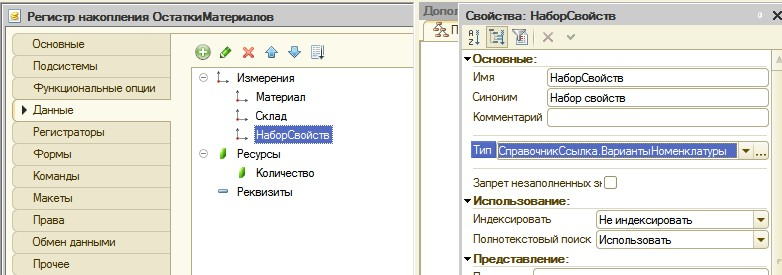 Регистр накопления ОстаткиМатериалов
Основные
Подсистемы
Функциональные опции
Данные
Регистраторы
Формы
Команды
Макеты
Права
Обмен данными
Прочее
Измерения
Материал
Склад
НаборСвойств
Ресурсы
Количество
Реквизиты
Свойства: НаборСвойств
Основные:
Имя НаборСвойств
Синоним Набор свойств
Комментарий
Тип СправочникСсылка.ВариантыНоменклатуры
Запрет незаполненных зн
Использование:
Индексировать Не индексировать
Полнотекстовый поиск Использовать
Представление: